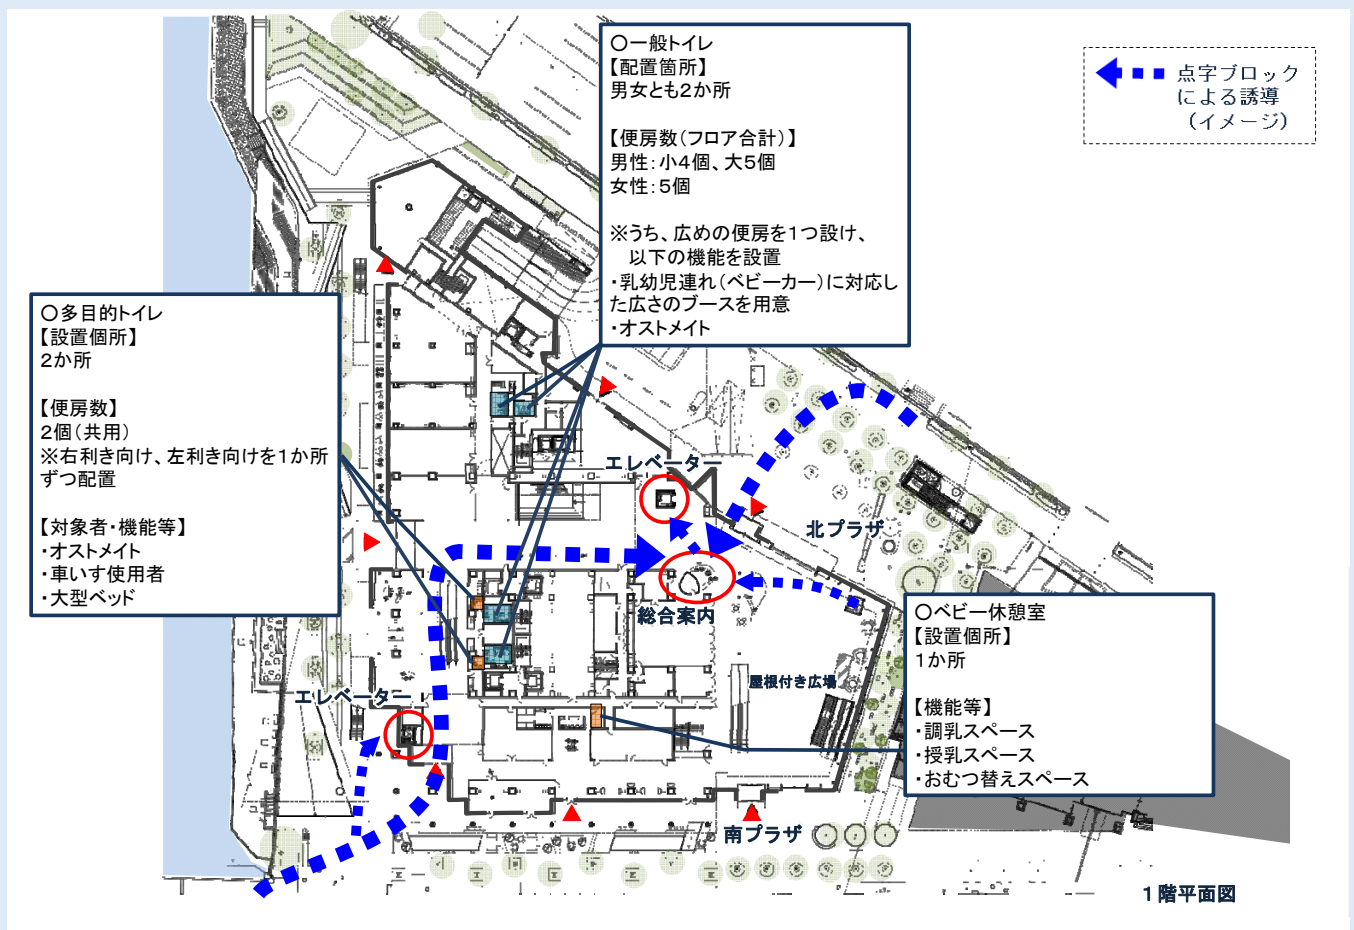 〇一般トイレ
【配置箇所】
男女とも2か所
【便房数(フロア合計)】
男性:小4個、大5個
女性:5個
※うち、広めの便房を1つ設け、
以下の機能を設置
・乳幼児連れ(ベビーカー)に対応し
た広さのブースを用意
・オストメイト
点字ブロック
による誘導
(イメージ)
〇多目的トイレ
【設置個所】
2か所
【便房数】
2個(共用)
※右利き向け、左利き向けを1か所
ずつ配置
【対象者・機能等】
・オストメイト
・車いす使用者
・大型ベッド
エレベーター
北プラザ
総合案内
屋根付き広場
エレベーター
〇ベビー休憩室
【設置個所】
1か所
【機能等】
・調乳スペース
・授乳スペース
・おむつ替えスペース
南プラザ
1階平面図